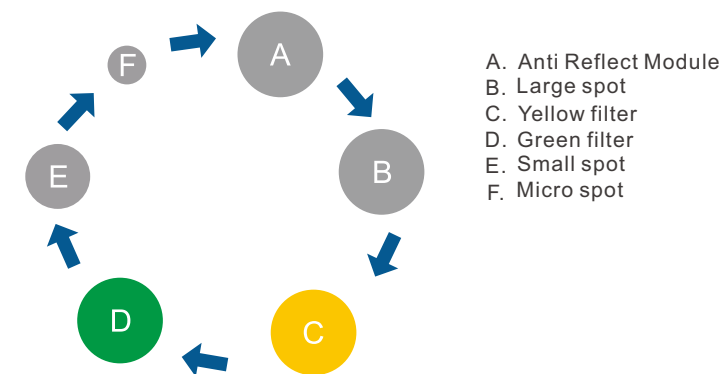 A
B
C
D
E
F
A. Anti Reflect Module
B. Large spot
C. Yellow filter
D. Green filter
E. Small spot
F. Micro spot